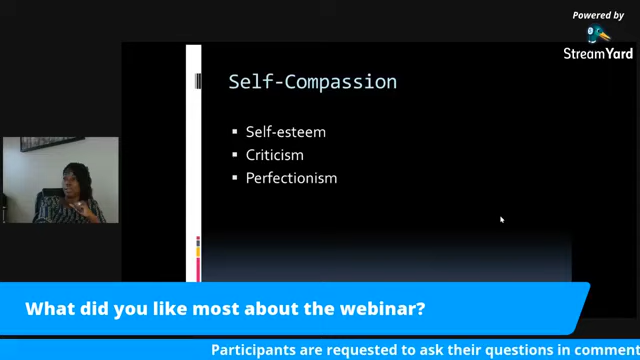 Powered by
StreamYard
Self-Compassion
Self-esteem
Criticism
Perfectionism
What did you like most about the webinar?
Participants are requested to ask their questions in comment